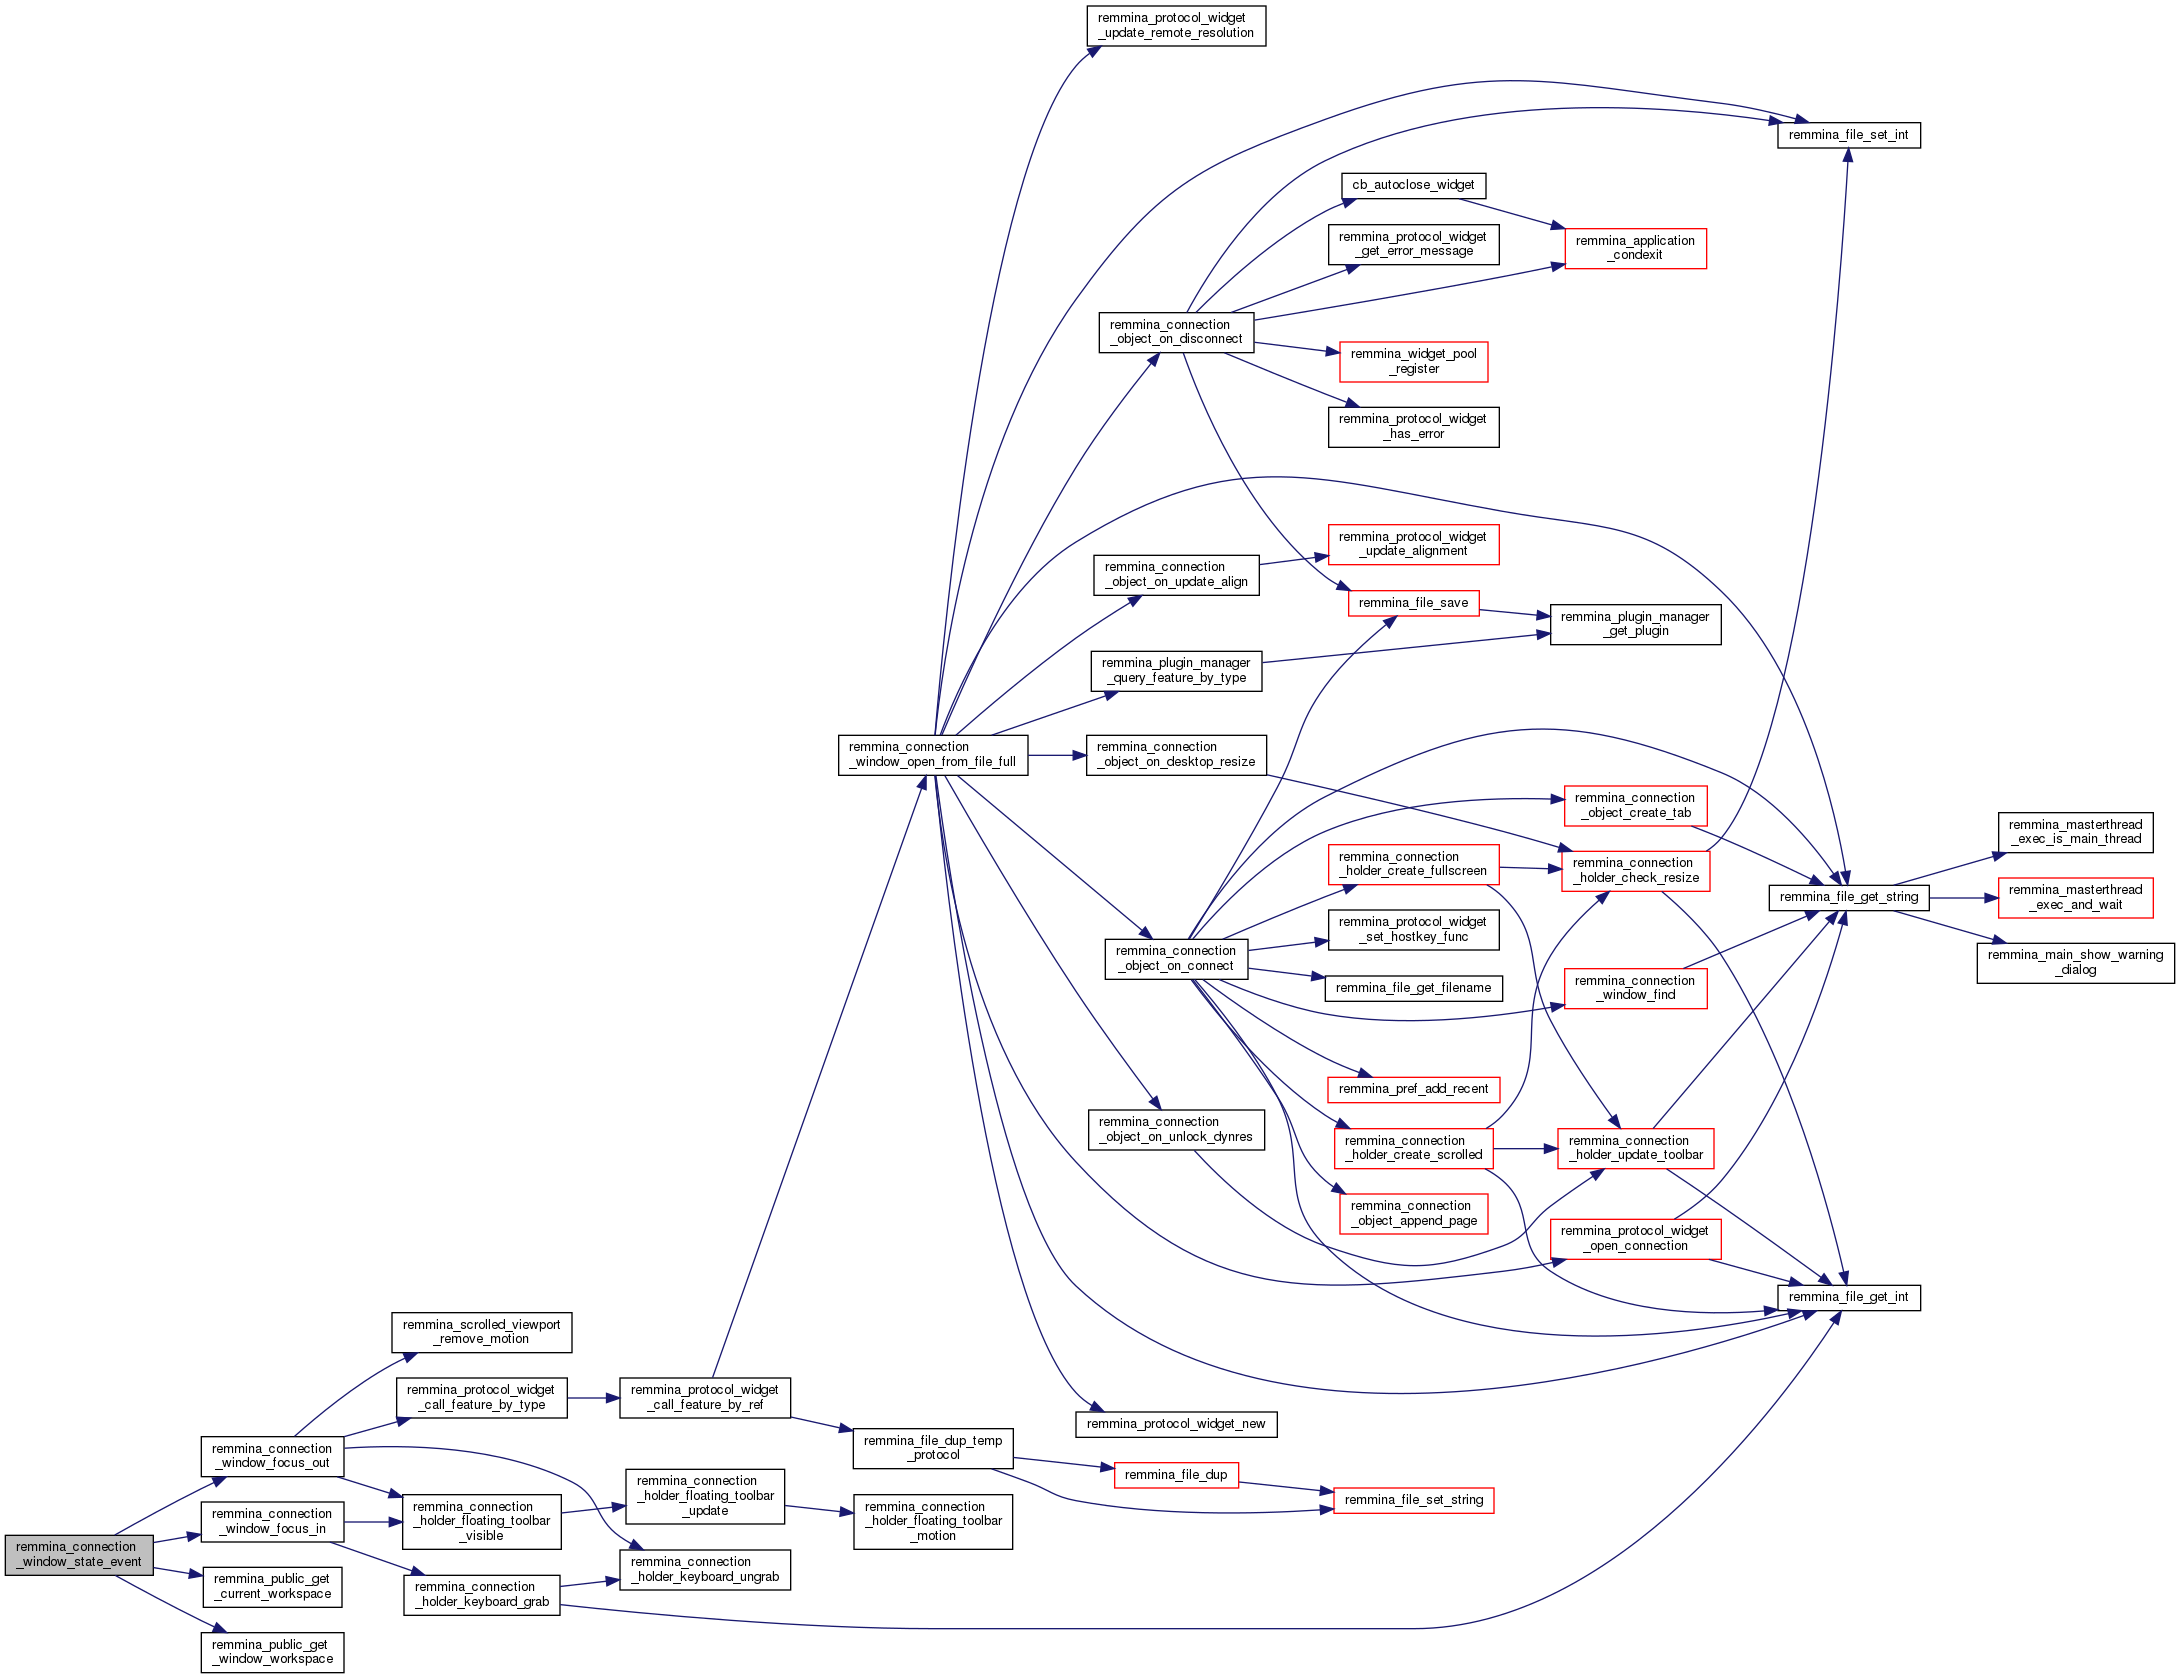 remmina_protocol_widget
_update_remote_resolution
remmina_file_set_int
cb_autoclose_widget
remmina_protocol_widget
_get_error_message
remmina_application
_condexit
remmina_connection
_object_on_disconnect
remmina_widget_pool
_register
remmina_protocol_widget
_has_error
remmina_protocol_widget
_update_alignment
remmina_connection
_object_on_update_align
remmina_file_save
remmina_plugin_manager
_get_plugin
remmina_plugin_manager
_query_feature_by_type
remmina_connection
_window_open_from_file_full
remmina_connection
_object_on_desktop_resize
remmina_connection
_object_create_tab
remmina_masterthread
_exec_is_main_thread
remmina_connection
_holder_create_fullscreen
remmina_connection
_holder_check_resize
remmina_file_get_string
remmina_masterthread
_exec_and_wait
remmina_protocol_widget
_set_hostkey_func
remmina_connection
_object_on_connect
remmina_main_show_warning
_dialog
remmina_file_get_filename
remmina_connection
_window_find
remmina_pref_add_recent
remmina_connection
_object_on_unlock_dynres
remmina_connection
_holder_create_scrolled
remmina_connection
_holder_update_toolbar
remmina_connection
_object_append_page
remmina_protocol_widget
_open_connection
remmina_file_get_int
remmina_scrolled_viewport
_remove_motion
remmina_protocol_widget
_call_feature_by_type
remmina_protocol_widget
_call_feature_by_ref
remmina_protocol_widget_new
remmina_file_dup_temp
_protocol
remmina_connection
_window_focus_out
remmina_file_dup
remmina_connection
_holder_floating_toolbar
_update
remmina_file_set_string
remmina_connection
_holder_floating_toolbar
_visible
remmina_connection
_holder_floating_toolbar
_motion
remmina_connection
_window_focus_in
remmina_connection
_window_state_event
remmina_connection
_holder_keyboard_ungrab
remmina_public_get
_current_workspace
remmina_connection
_holder_keyboard_grab
remmina_public_get
_window_workspace